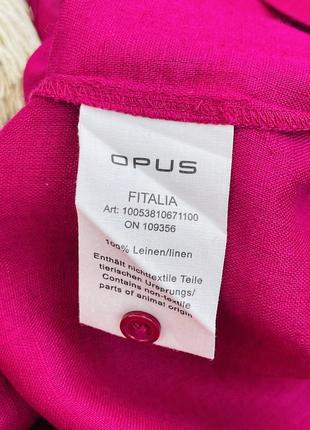 OPUS
FITALIA
Art: 10053810671100
ON 109356
100% Leinen/linen
Enthält nichttextile Teile
tierischen Ursprungs/
Contains non-textile
parts of animal origin